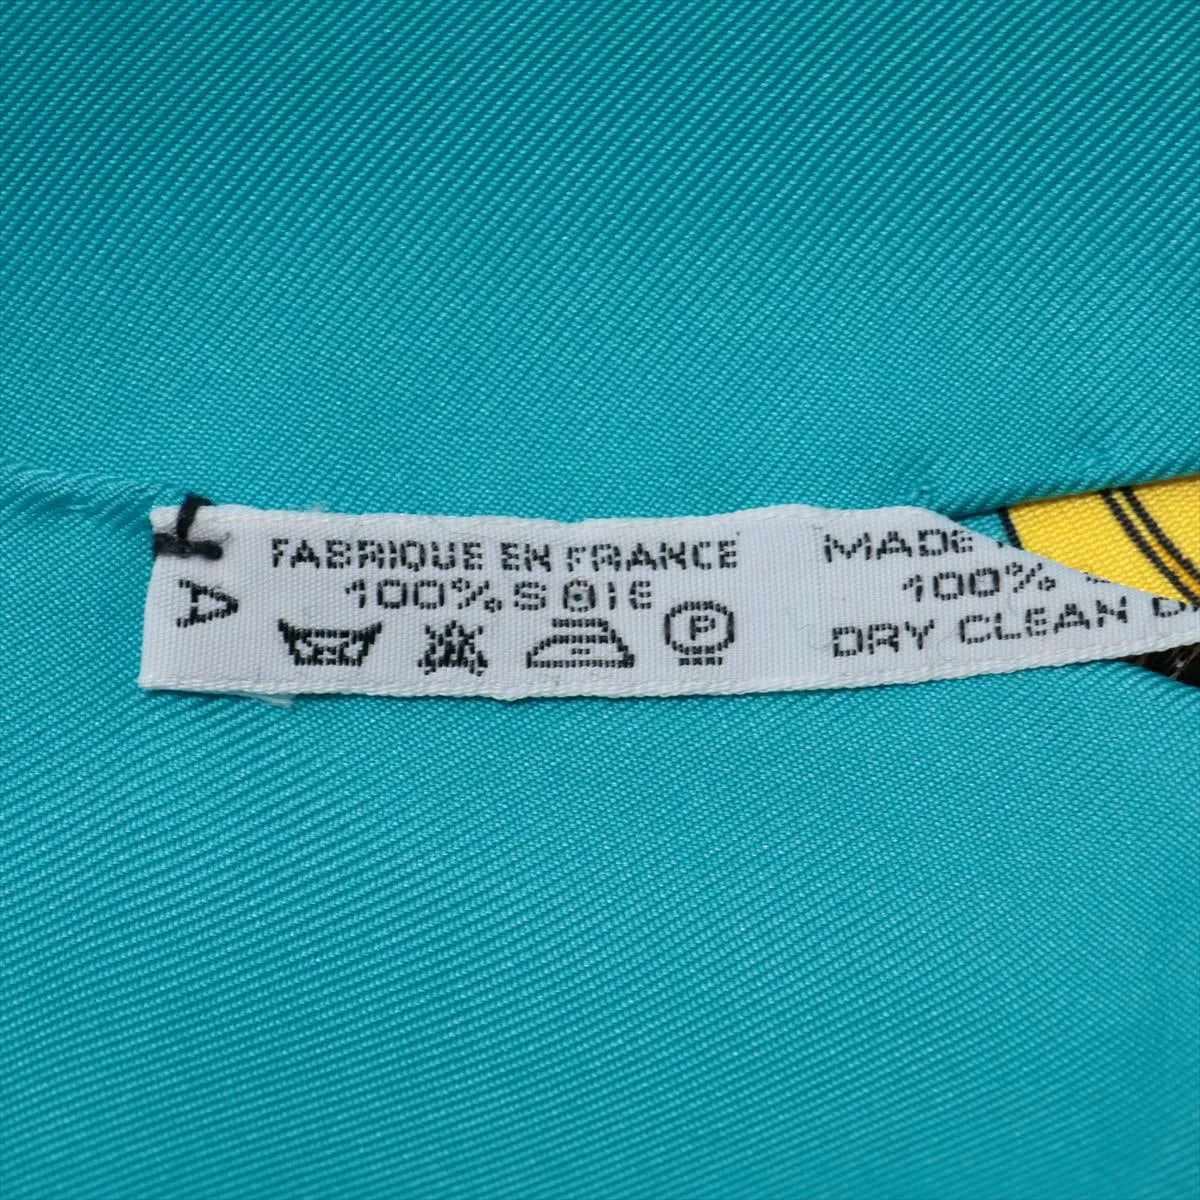 A
FABRIQUE EN FRANCE
100% SOIE
P
MADE
100%
DRY CLEAN